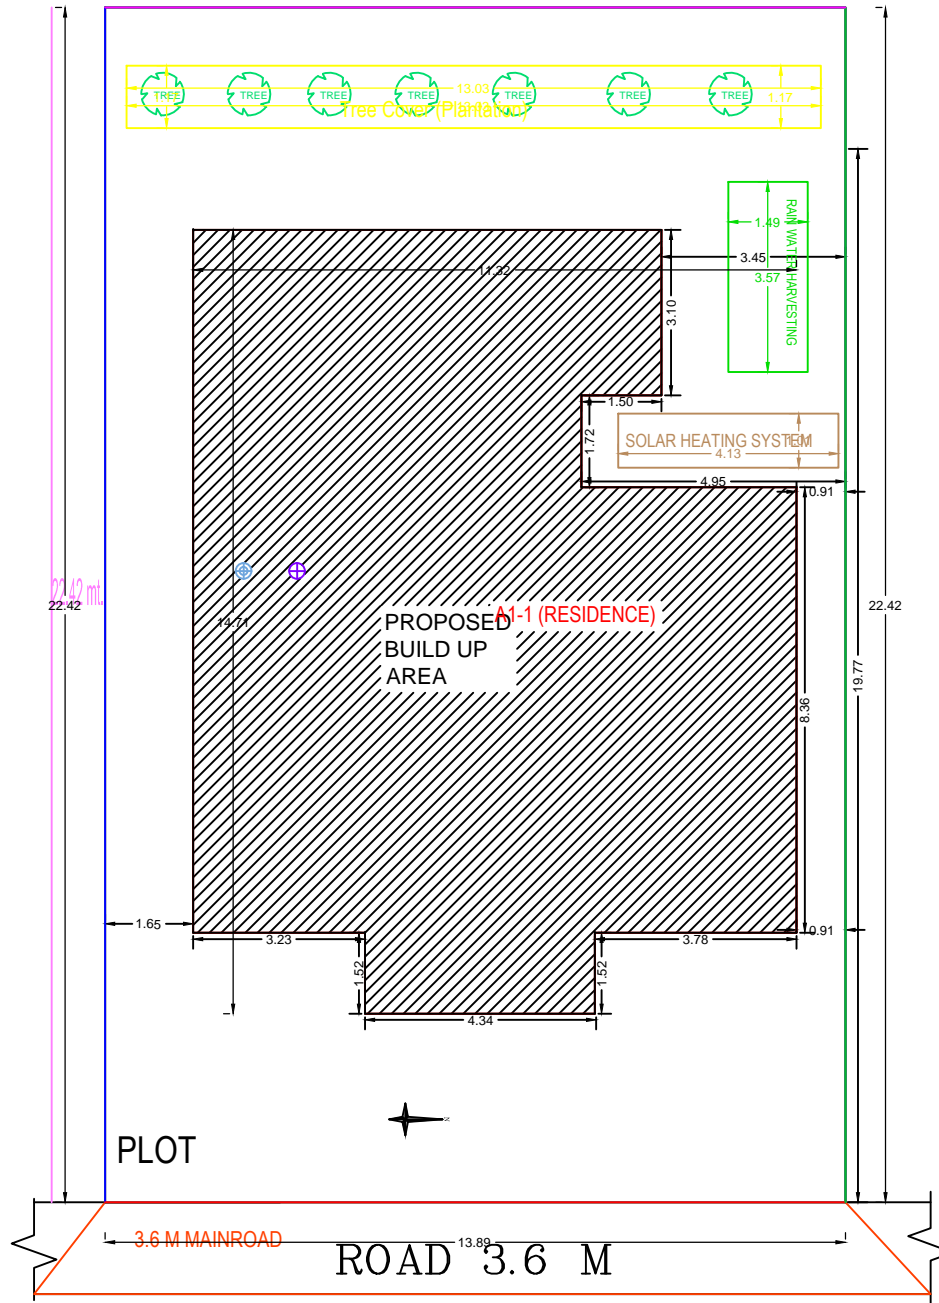 TREE TREE TREE TREE TREE TREE TREE
13.03
1.17
Tree Cover (Plantation)
RAIN WATER HARVESTING
1.49
3.57
3.45
11.32
3.10
1.50
1.72
SOLAR HEATING SYSTEM
4.13
4.95
0.91
22.42 mt.
22.42
14.71
A1-1 (RESIDENCE)
PROPOSED
BUILD UP
AREA
22.42
19.77
8.36
1.65
3.23
3.78
0.91
1.52
1.52
4.34
N
PLOT
3.6 M MAINROAD
13.89
ROAD 3.6 M